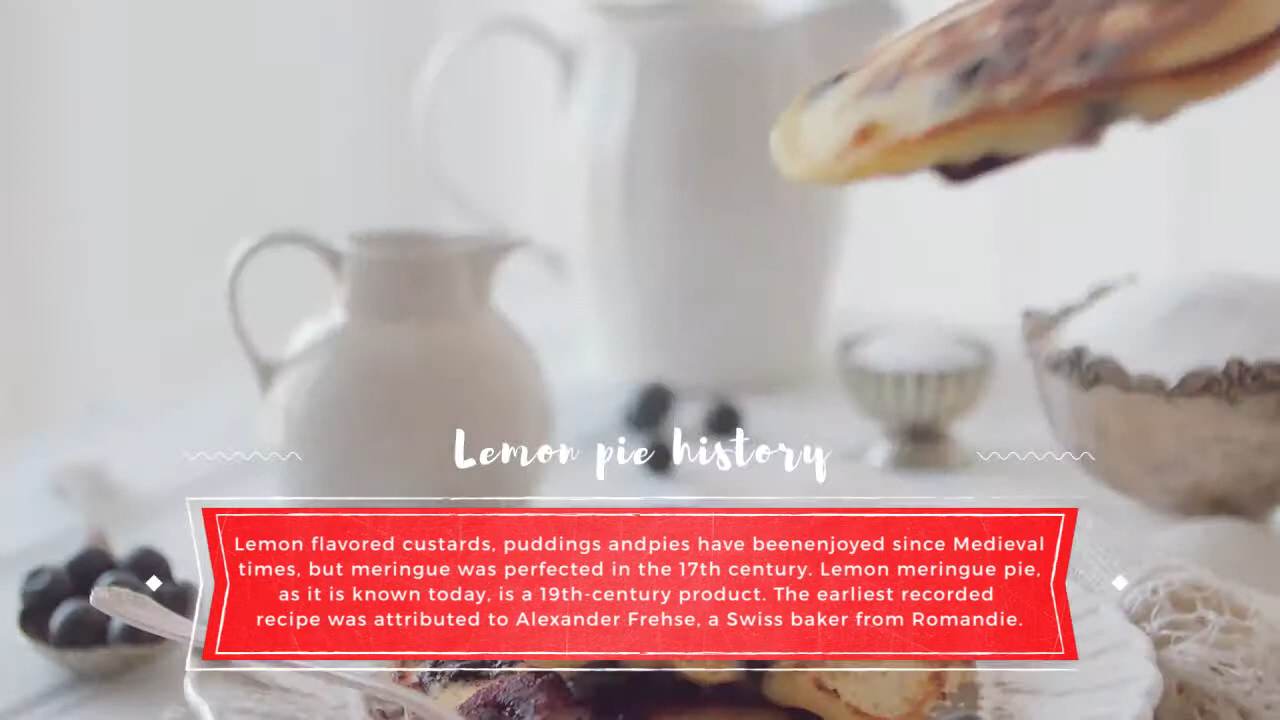 Lemon pie history
Lemon flavored custards, puddings andpies have beenenjoyed since Medieval
times, but meringue was perfected in the 17th century. Lemon meringue pie,
as it is known today, is a 19th-century product. The earliest recorded
recipe was attributed to Alexander Frehse, a Swiss baker from Romandie.